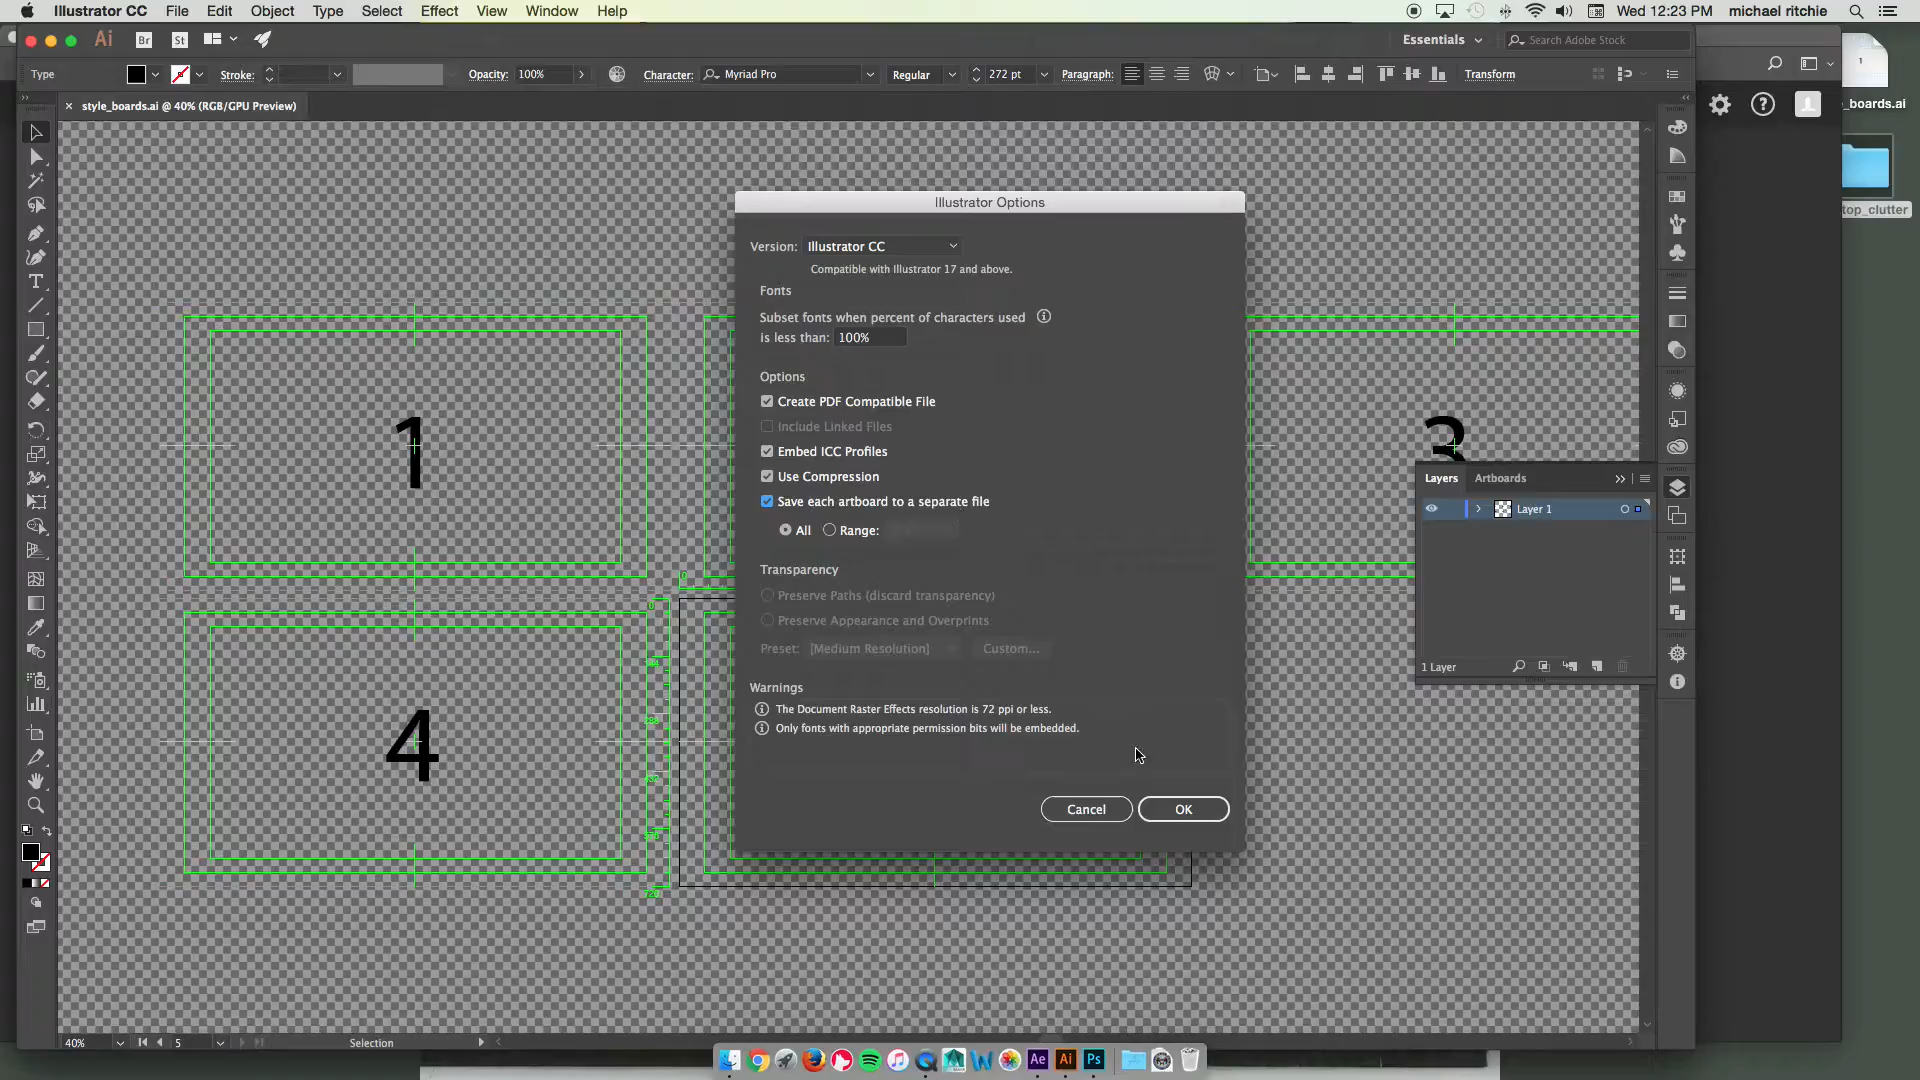 Illustrator CC File Edit Object Type Select Effect View Window Help
Wed 12:23 PM michael ritchie
Ai Br St
Essentials Search Adobe Stock
Type Stroke: Opacity: 100% Character: Myriad Pro Regular 272 pt Paragraph: Transform
× style_boards.ai @ 40% (RGB/GPU Preview)
_boards.ai
top_clutter
Illustrator Options
Version: Illustrator CC
Compatible with Illustrator 17 and above.
Fonts
Subset fonts when percent of characters used
is less than: 100%
Options
Create PDF Compatible File
Include Linked Files
Embed ICC Profiles
Use Compression
Save each artboard to a separate file
All Range:
Transparency
Preserve Paths (discard transparency)
Preserve Appearance and Overprints
Preset: [Medium Resolution] Custom...
Warnings
The Document Raster Effects resolution is 72 ppi or less.
Only fonts with appropriate permission bits will be embedded.
Cancel OK
1
3
4
0
0
288
720
Layers Artboards
Layer 1
1 Layer
40% 5 Selection
Ae Ai Ps